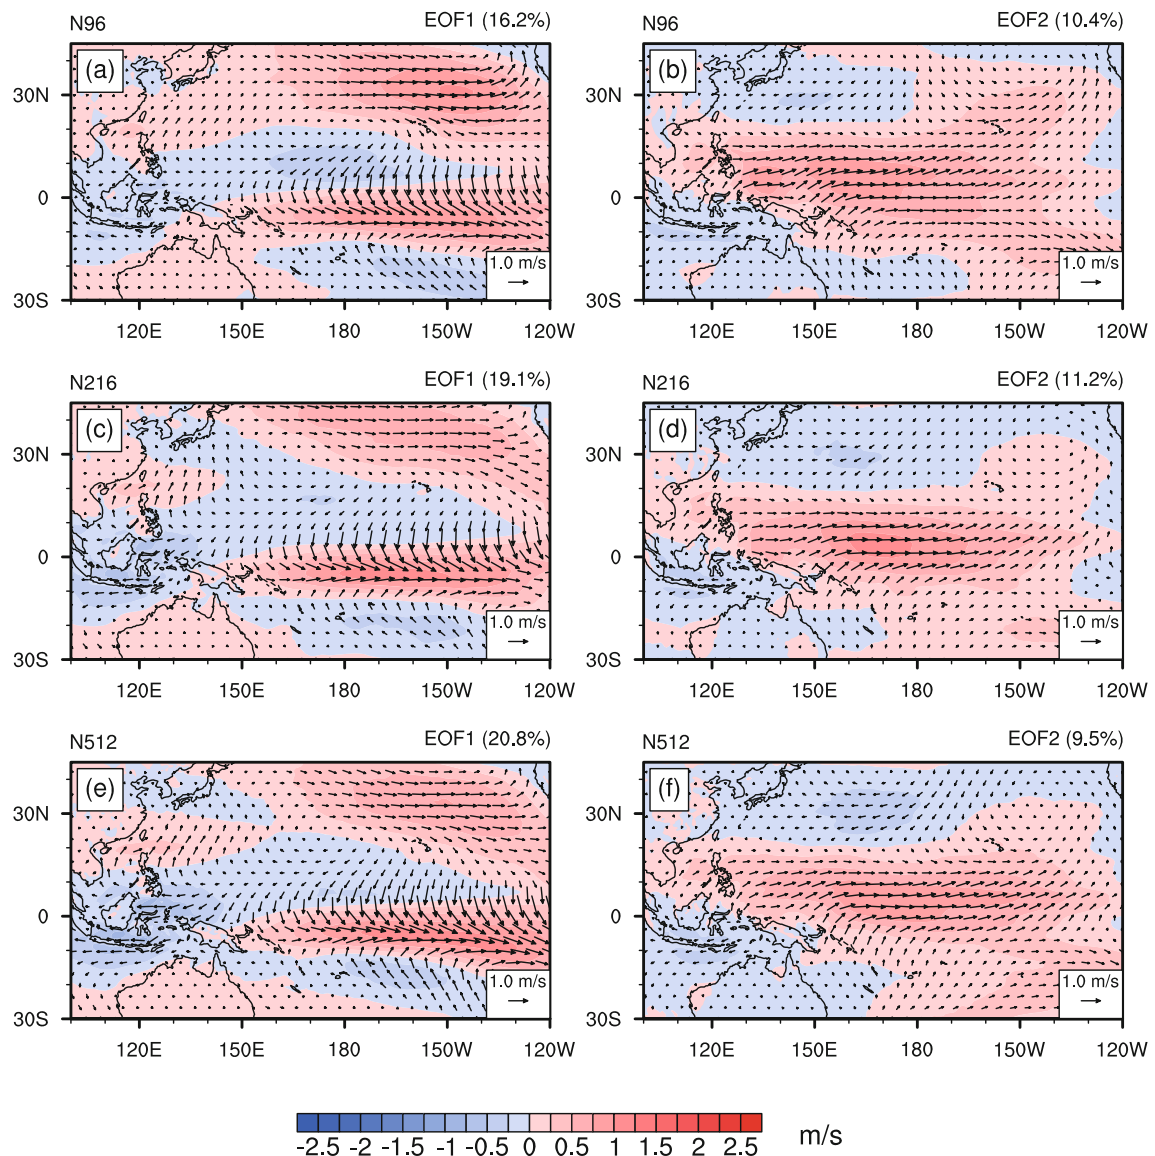 N96 EOF1 (16.2%) N96 EOF2 (10.4%)
(a) (b)
30N 30N
0 0
1.0 m/s 1.0 m/s
30S 30S
120E 150E 180 150W 120W 120E 150E 180 150W 120W
N216 EOF1 (19.1%) N216 EOF2 (11.2%)
(c) (d)
30N 30N
0 0
1.0 m/s 1.0 m/s
30S 30S
120E 150E 180 150W 120W 120E 150E 180 150W 120W
N512 EOF1 (20.8%) N512 EOF2 (9.5%)
(e) (f)
30N 30N
0 0
1.0 m/s 1.0 m/s
30S 30S
120E 150E 180 150W 120W 120E 150E 180 150W 120W
-2.5 -2 -1.5 -1 -0.5 0 0.5 1 1.5 2 2.5 m/s